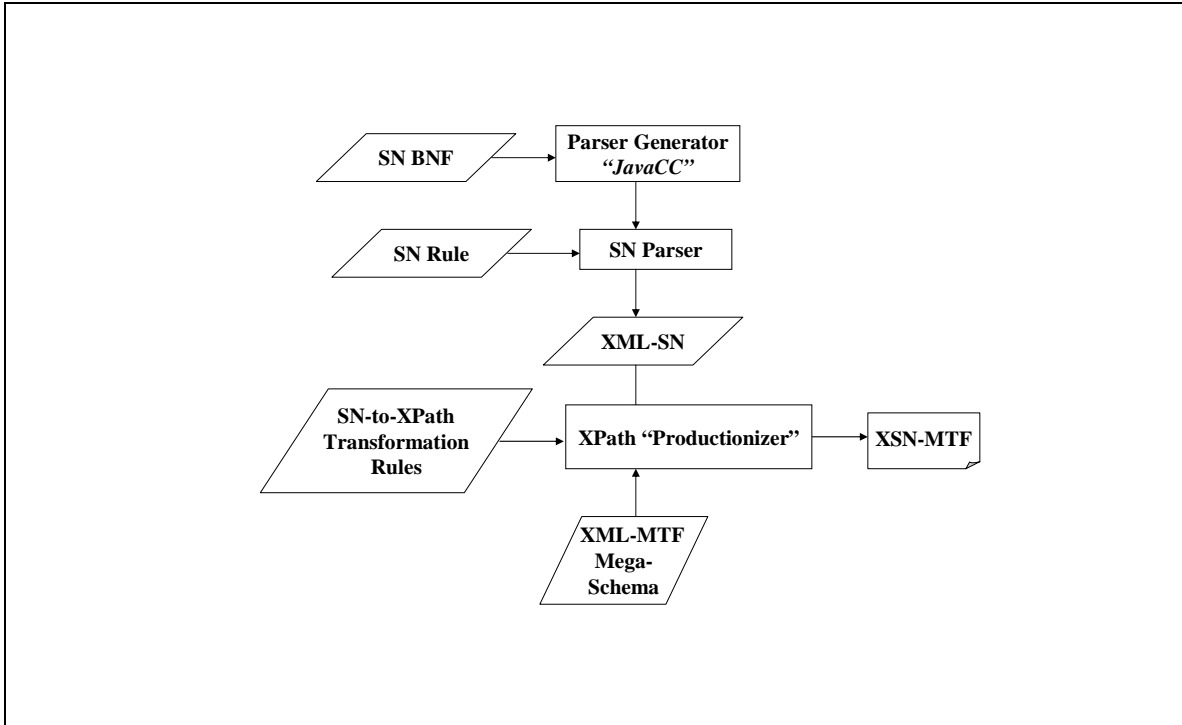 SN BNF
Parser Generator
“JavaCC”
SN Rule
SN Parser
XML-SN
SN-to-XPath
Transformation
Rules
XPath “Productionizer”
XSN-MTF
XML-MTF
Mega-
Schema